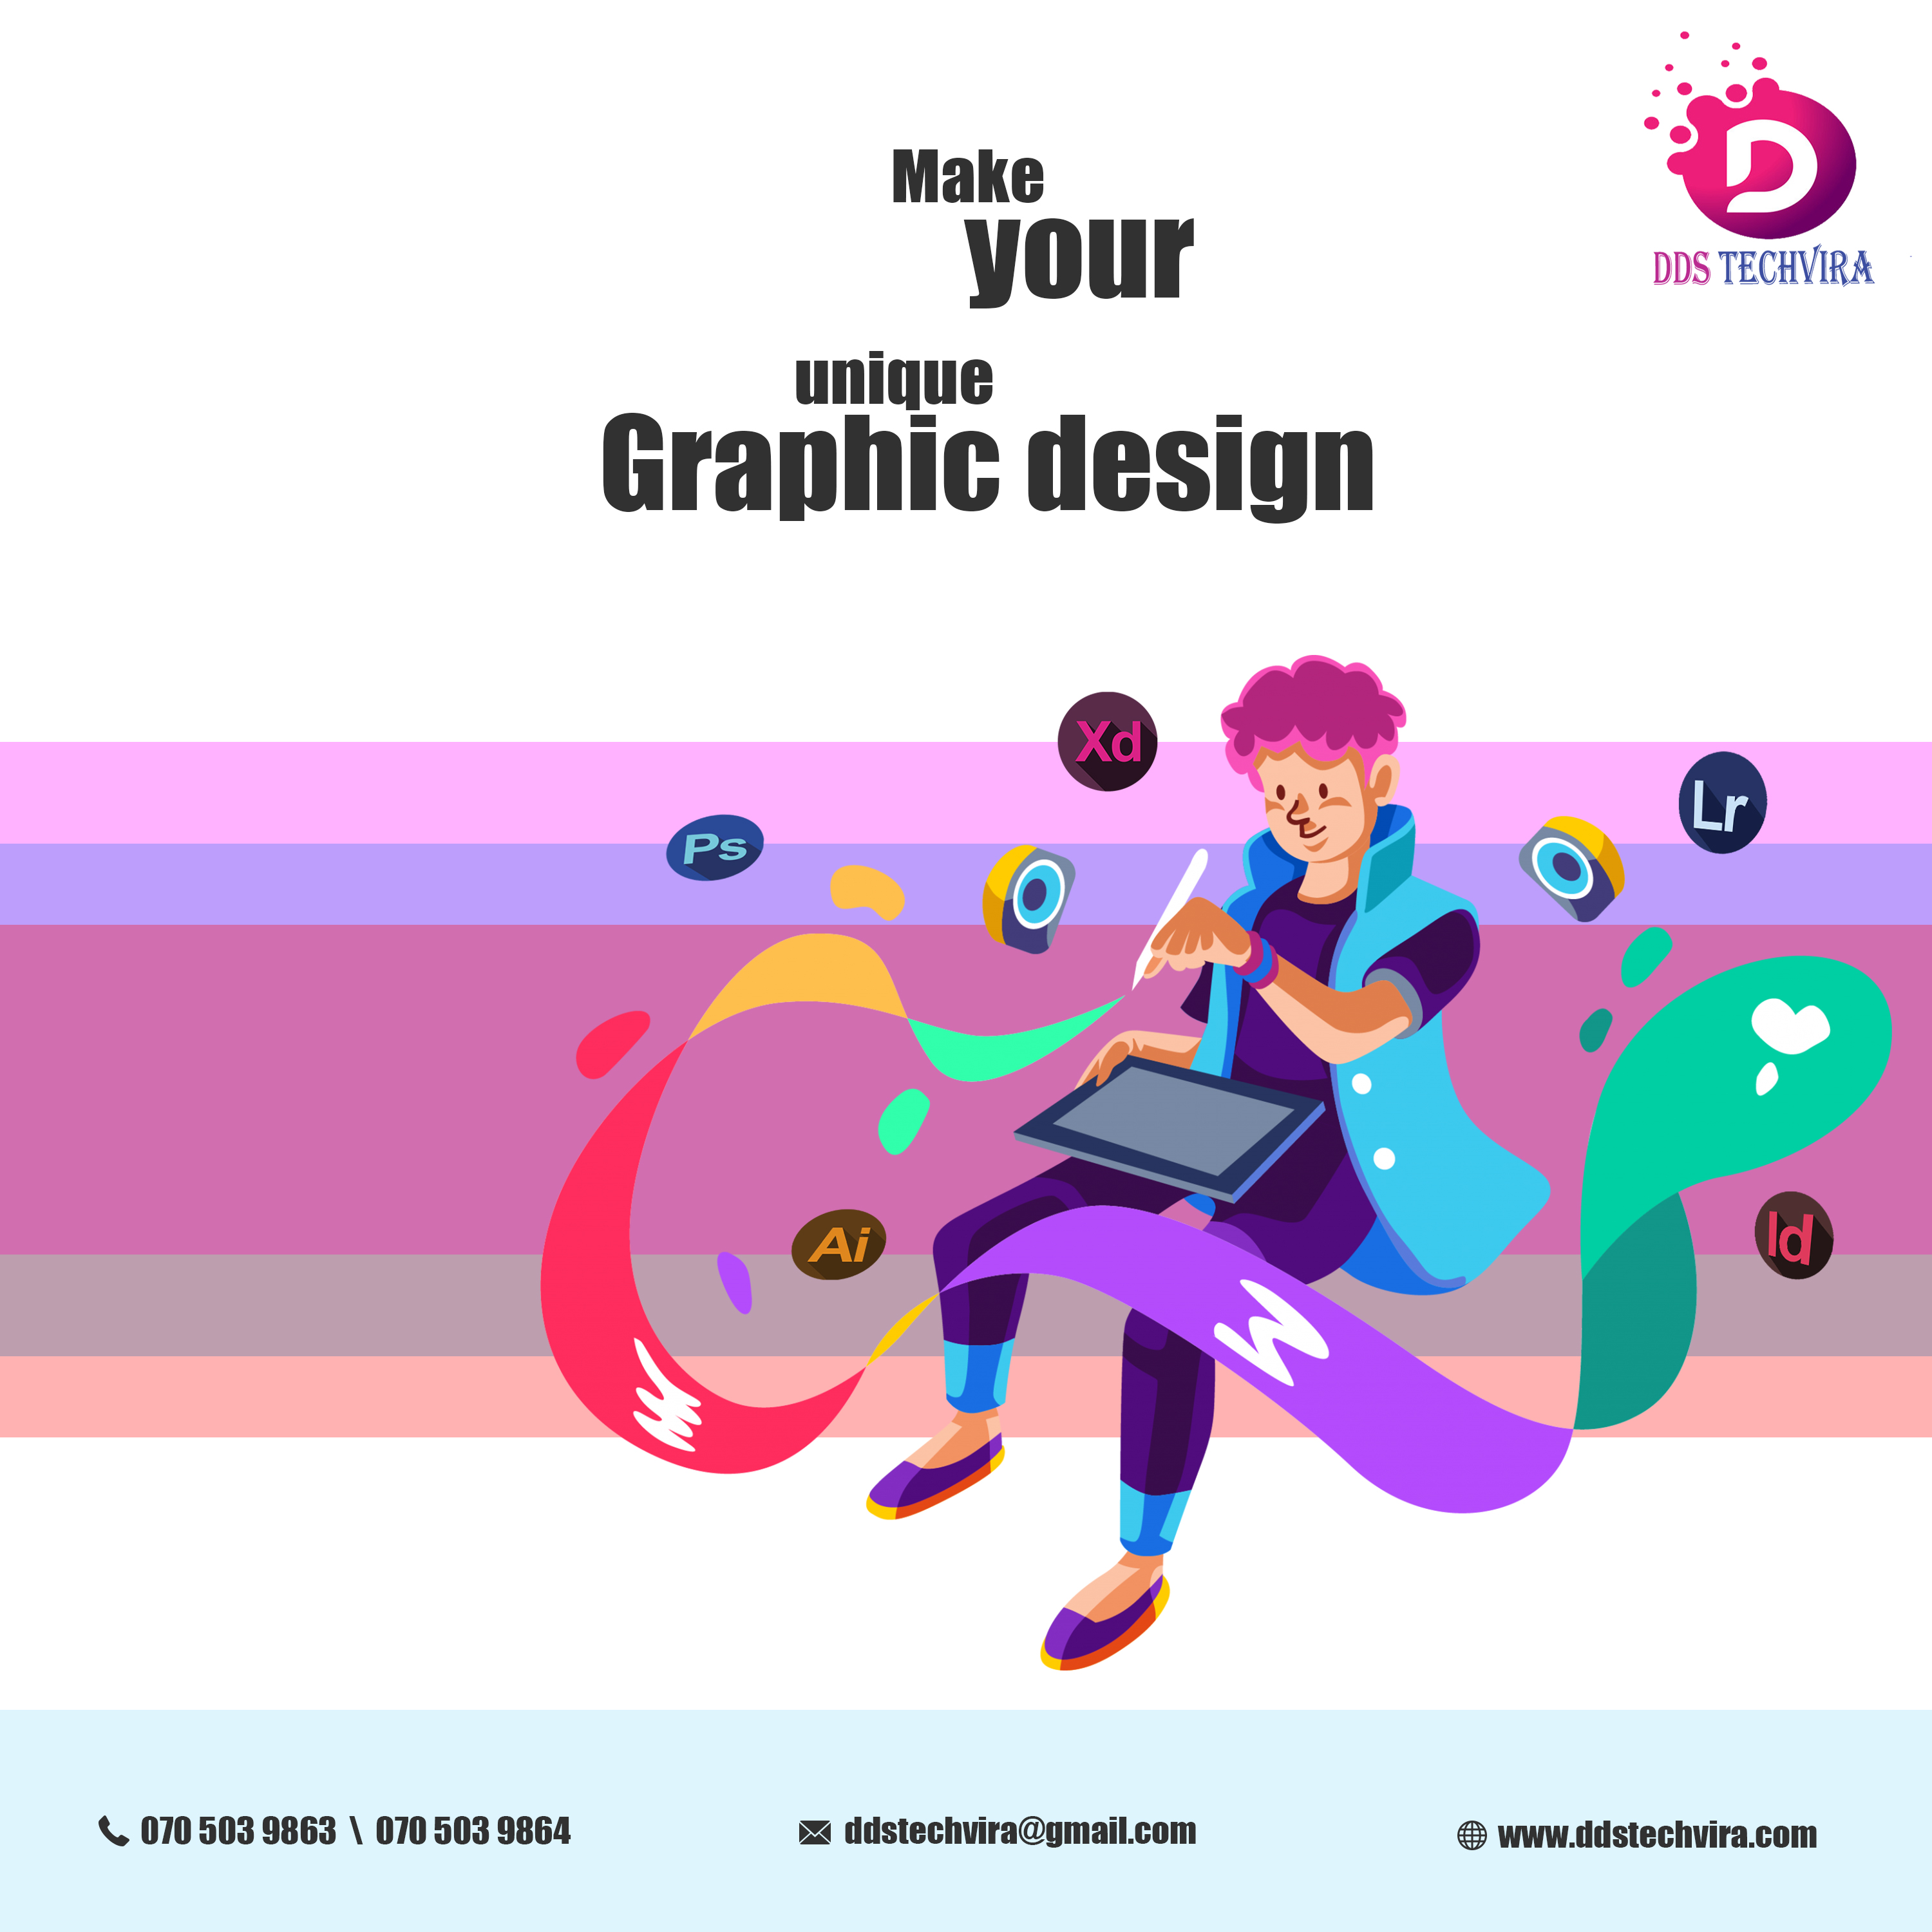 DDS TECHVIRA
Make
your
unique
Graphic design
Xd
Lr
Ps
Ai
Id
070 503 9863 \ 070 503 9864
ddstechvira@gmail.com
www.ddstechvira.com